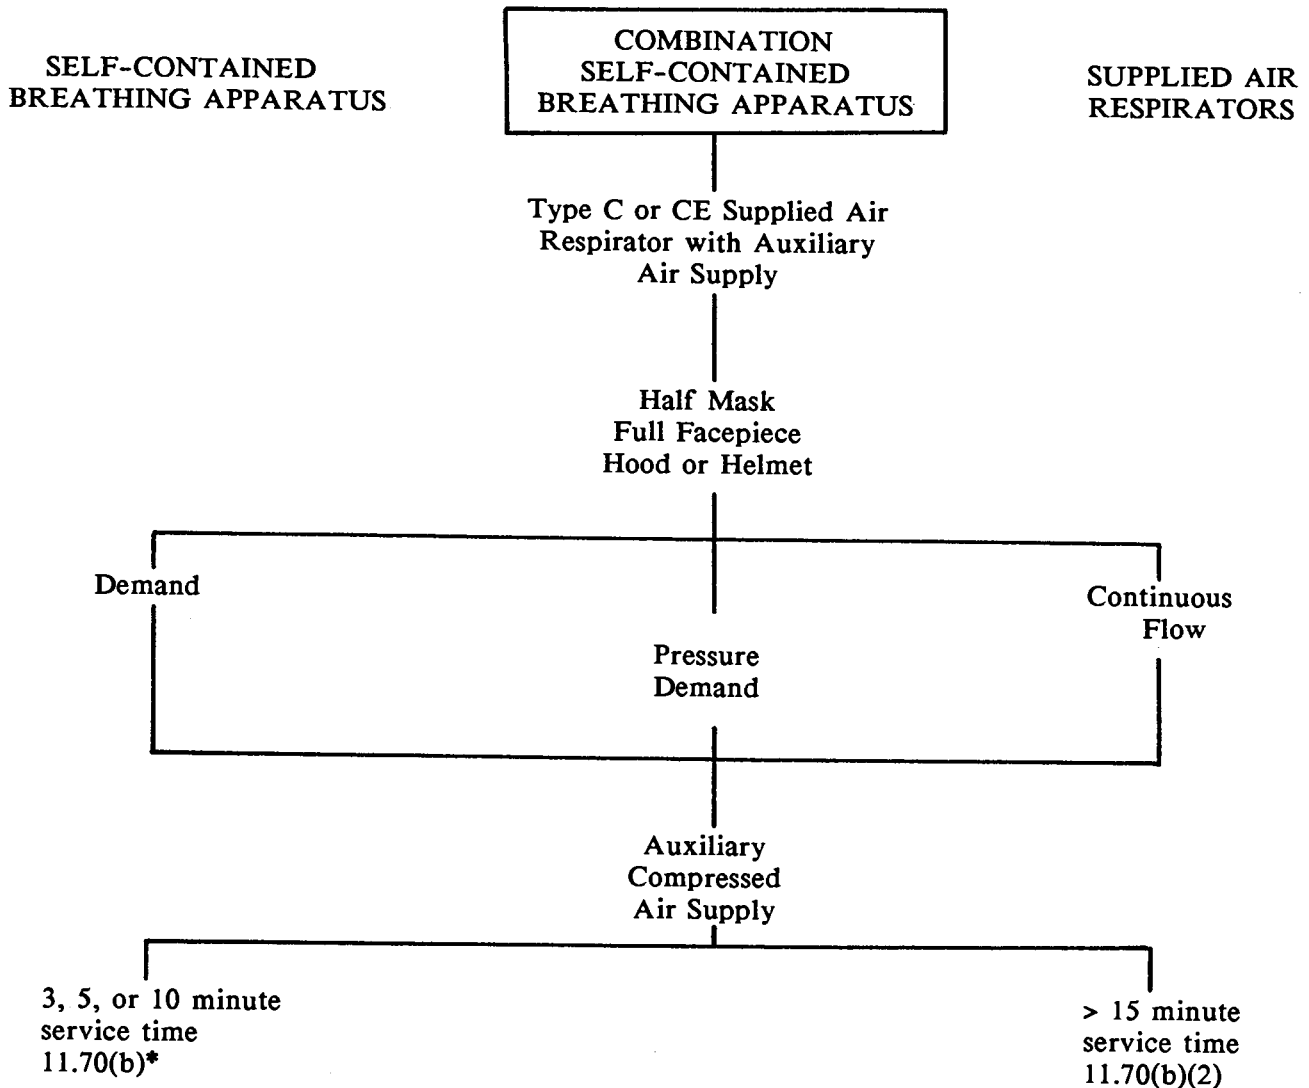 SELF-CONTAINED
BREATHING APPARATUS
COMBINATION
SELF-CONTAINED
BREATHING APPARATUS
SUPPLIED AIR
RESPIRATORS
Type C or CE Supplied Air
Respirator with Auxiliary
Air Supply
Half Mask
Full Facepiece
Hood or Helmet
Demand
Pressure
Demand
Continuous
Flow
Auxiliary
Compressed
Air Supply
3, 5, or 10 minute
service time
11.70(b)*
> 15 minute
service time
11.70(b)(2)